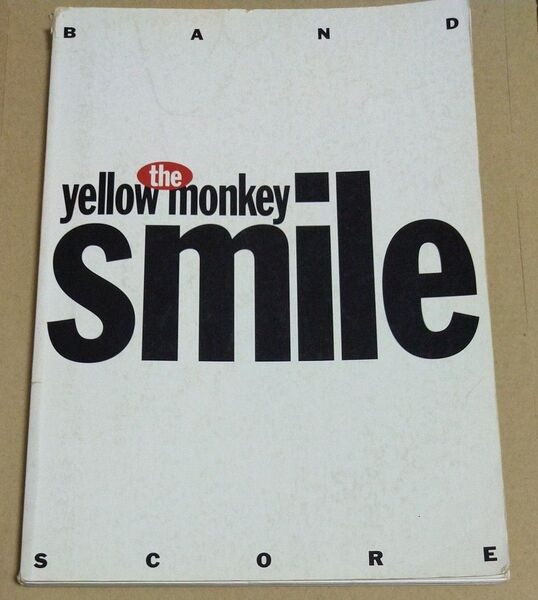 BAND
the
yellow monkey
smile
SCORE